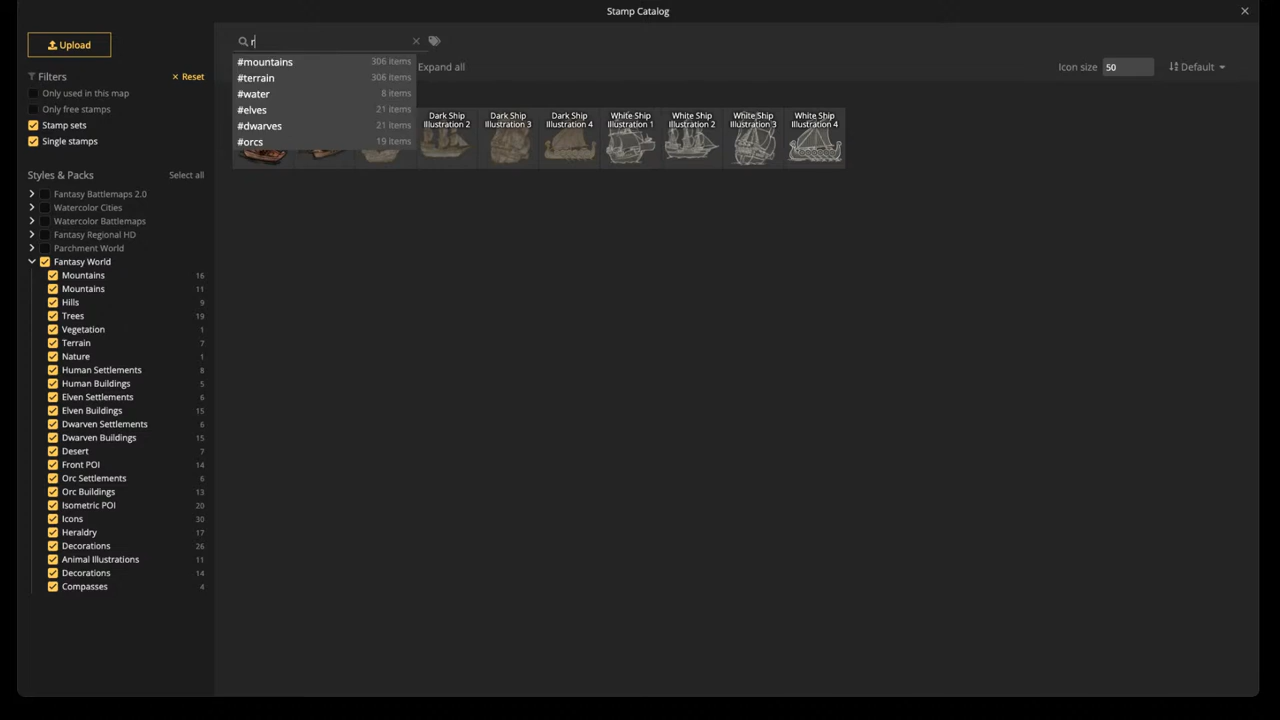 Stamp Catalog
Upload
Filters
Reset
Only used in this map
Only free stamps
Stamp sets
Single stamps
Styles & Packs
Select all
Fantasy Battlemaps 2.0
Watercolor Cities
Watercolor Battlemaps
Fantasy Regional HD
Parchment World
Fantasy World
Mountains 16
Mountains 11
Hills 9
Trees 19
Vegetation 1
Terrain 7
Nature 1
Human Settlements 8
Human Buildings 5
Elven Settlements 6
Elven Buildings 15
Dwarven Settlements 6
Dwarven Buildings 15
Desert 7
Front POI 14
Orc Settlements 6
Orc Buildings 13
Isometric POI 20
Icons 30
Heraldry 17
Decorations 26
Animal Illustrations 11
Decorations 14
Compasses 4
r
#mountains 306 items
#terrain 306 items
#water 8 items
#elves 21 items
#dwarves 21 items
#orcs 19 items
Expand all
Icon size 50
Default
Dark Ship
Illustration 2
Dark Ship
Illustration 3
Dark Ship
Illustration 4
White Ship
Illustration 1
White Ship
Illustration 2
White Ship
Illustration 3
White Ship
Illustration 4